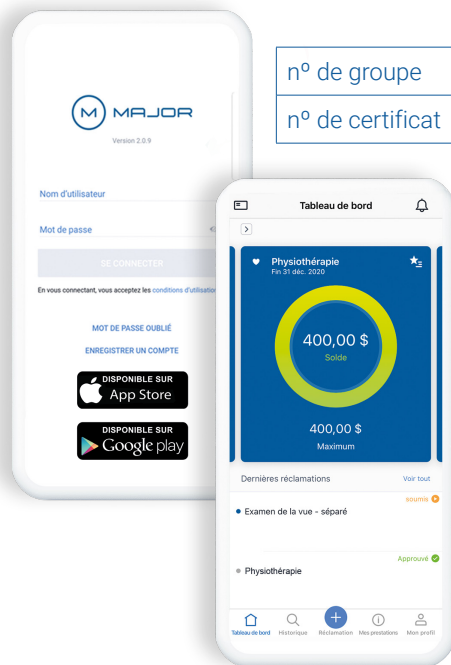 MAJOR
Version 2.0.9
Nom d'utilisateur
Mot de passe
SE CONNECTER
En vous connectant, vous acceptez les conditions d'utilisation
MOT DE PASSE OUBLIÉ
ENREGISTRER UN COMPTE
DISPONIBLE SUR
App Store
DISPONIBLE SUR
Google play
nº de groupe
nº de certificat
Tableau de bord
Physiothérapie
Fin 31 déc. 2020
400,00 $
Solde
400,00 $
Maximum
Dernières réclamations Voir tout
soumis
Examen de la vue - séparé
Approuvé
Physiothérapie
Tableau de bord Historique Réclamation Mes prestations Mon profil